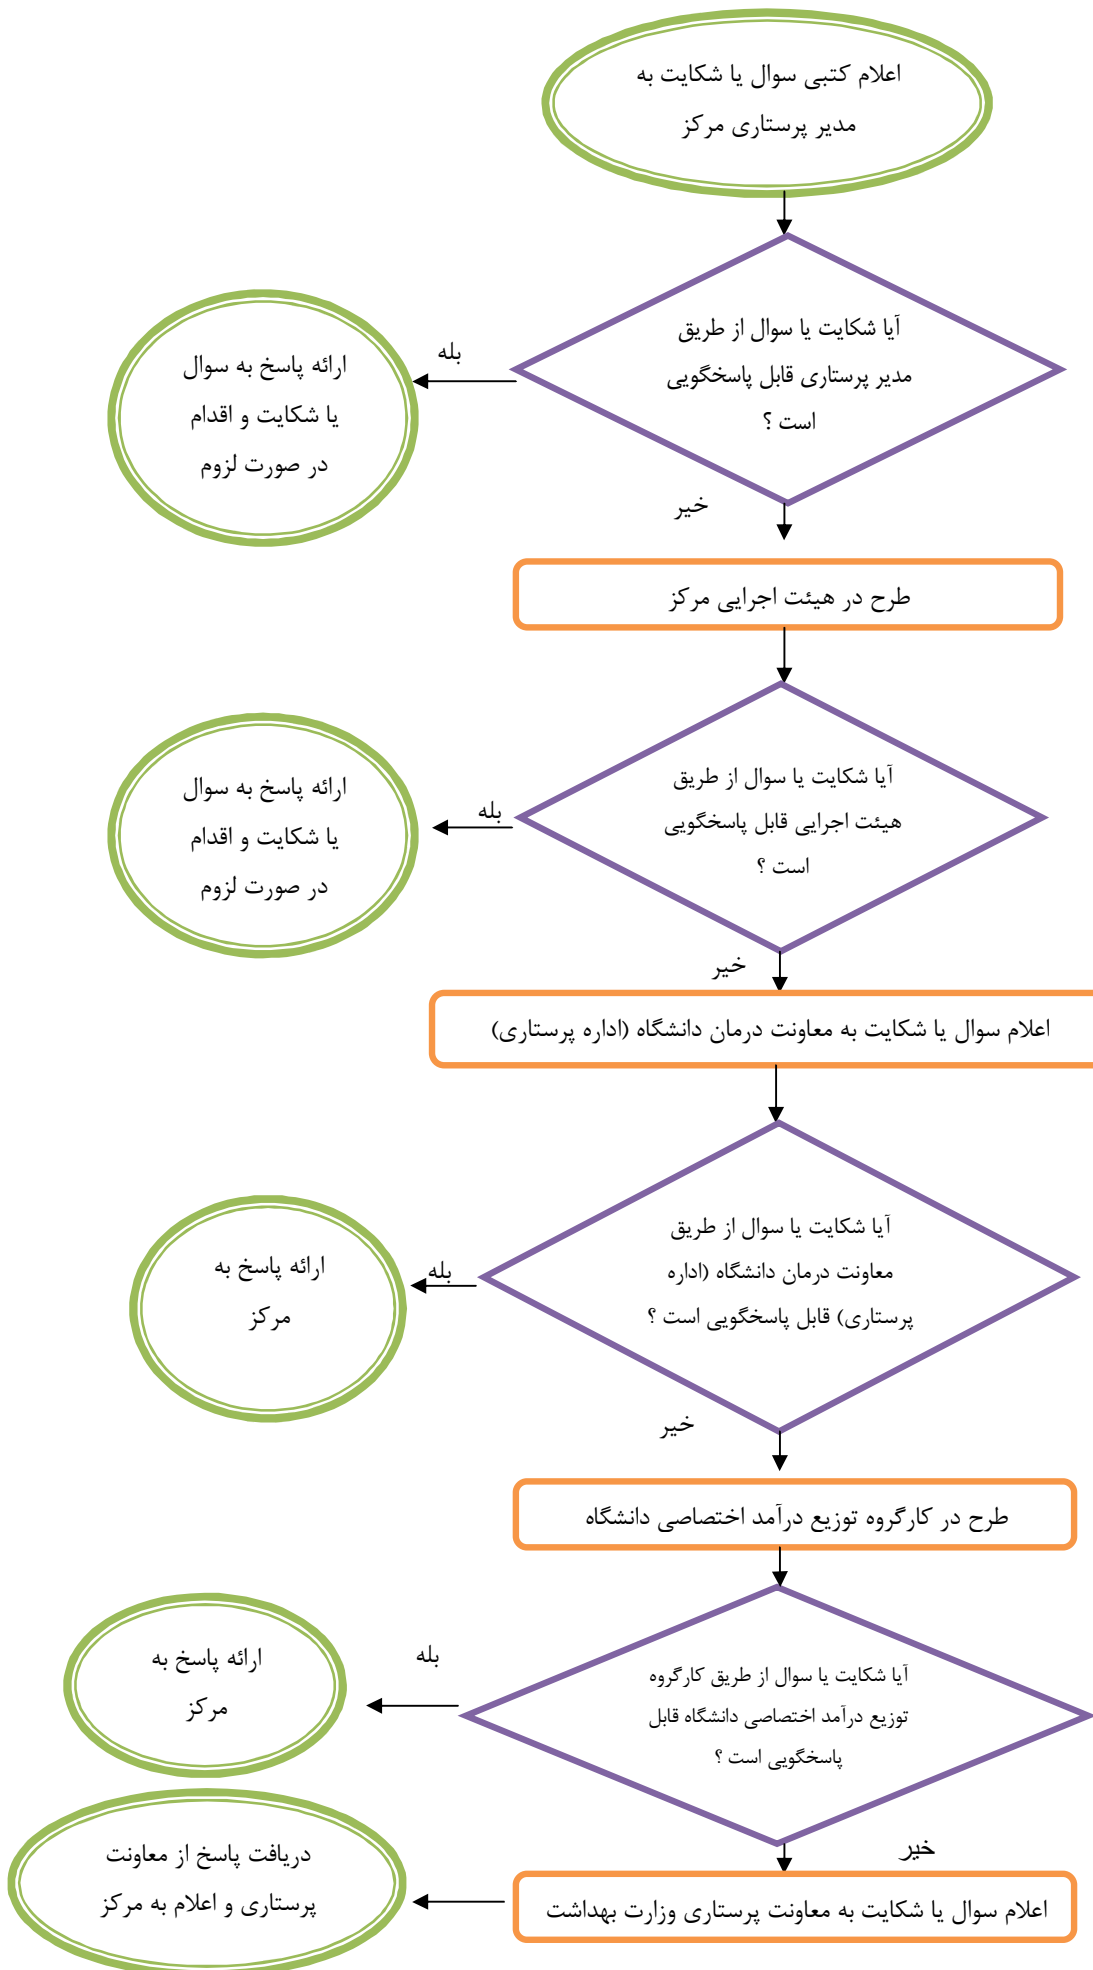 اعلام کتبی سوال یا شکایت به
مدیر پرستاری مرکز
آیا شکایت یا سوال از طریق
مدیر پرستاری قابل پاسخگویی
است ؟
بله
ارائه پاسخ به سوال
یا شکایت و اقدام
در صورت لزوم
خیر
طرح در هیئت اجرایی مرکز
آیا شکایت یا سوال از طریق
هیئت اجرایی قابل پاسخگویی
است ؟
بله
ارائه پاسخ به سوال
یا شکایت و اقدام
در صورت لزوم
خیر
اعلام سوال یا شکایت به معاونت درمان دانشگاه (اداره پرستاری)
آیا شکایت یا سوال از طریق
معاونت درمان دانشگاه (اداره
پرستاری) قابل پاسخگویی است ؟
بله
ارائه پاسخ به
مرکز
خیر
طرح در کارگروه توزیع درآمد اختصاصی دانشگاه
آیا شکایت یا سوال از طریق کارگروه
توزیع درآمد اختصاصی دانشگاه قابل
پاسخگویی است ؟
بله
ارائه پاسخ به
مرکز
خیر
اعلام سوال یا شکایت به معاونت پرستاری وزارت بهداشت
دریافت پاسخ از معاونت
پرستاری و اعلام به مرکز